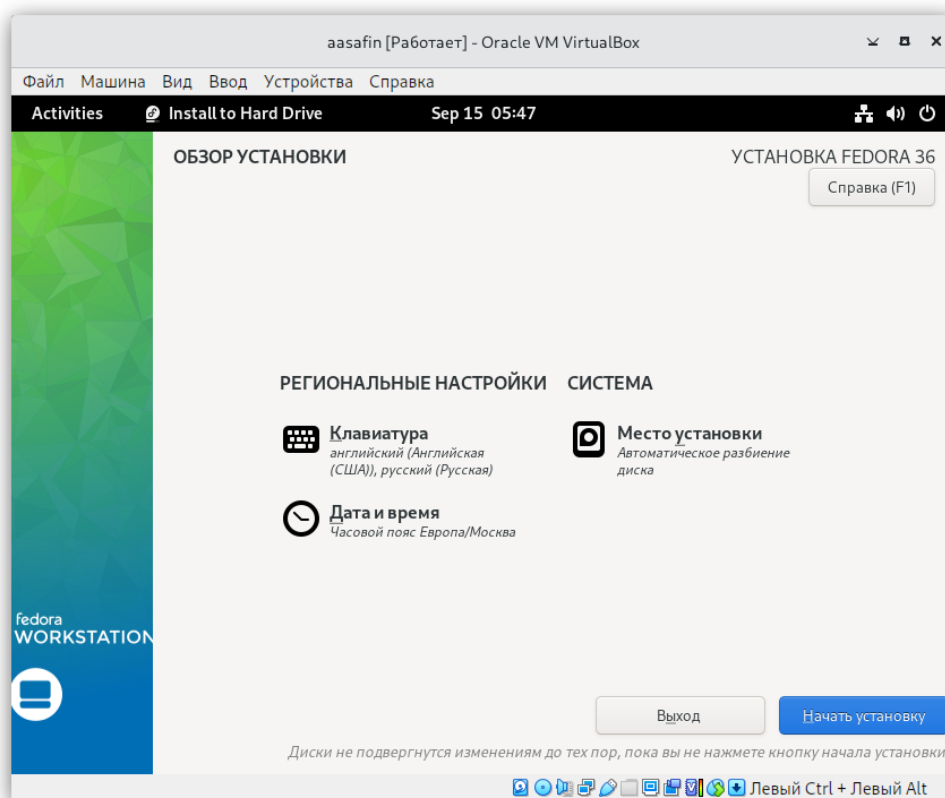 aasafin [Работает] - Oracle VM VirtualBox
Файл Машина Вид Ввод Устройства Справка
Activities Install to Hard Drive Sep 15 05:47
ОБЗОР УСТАНОВКИ
УСТАНОВКА FEDORA 36
Справка (F1)
РЕГИОНАЛЬНЫЕ НАСТРОЙКИ
Клавиатура
английский (Английская
(США)), русский (Русская)
Дата и время
Часовой пояс Европа/Москва
СИСТЕМА
Место установки
Автоматическое разбиение
диска
fedora
WORKSTATION
Выход
Начать установку
Диски не подвергнутся изменениям до тех пор, пока вы не нажмете кнопку начала установки
Левый Ctrl + Левый Alt